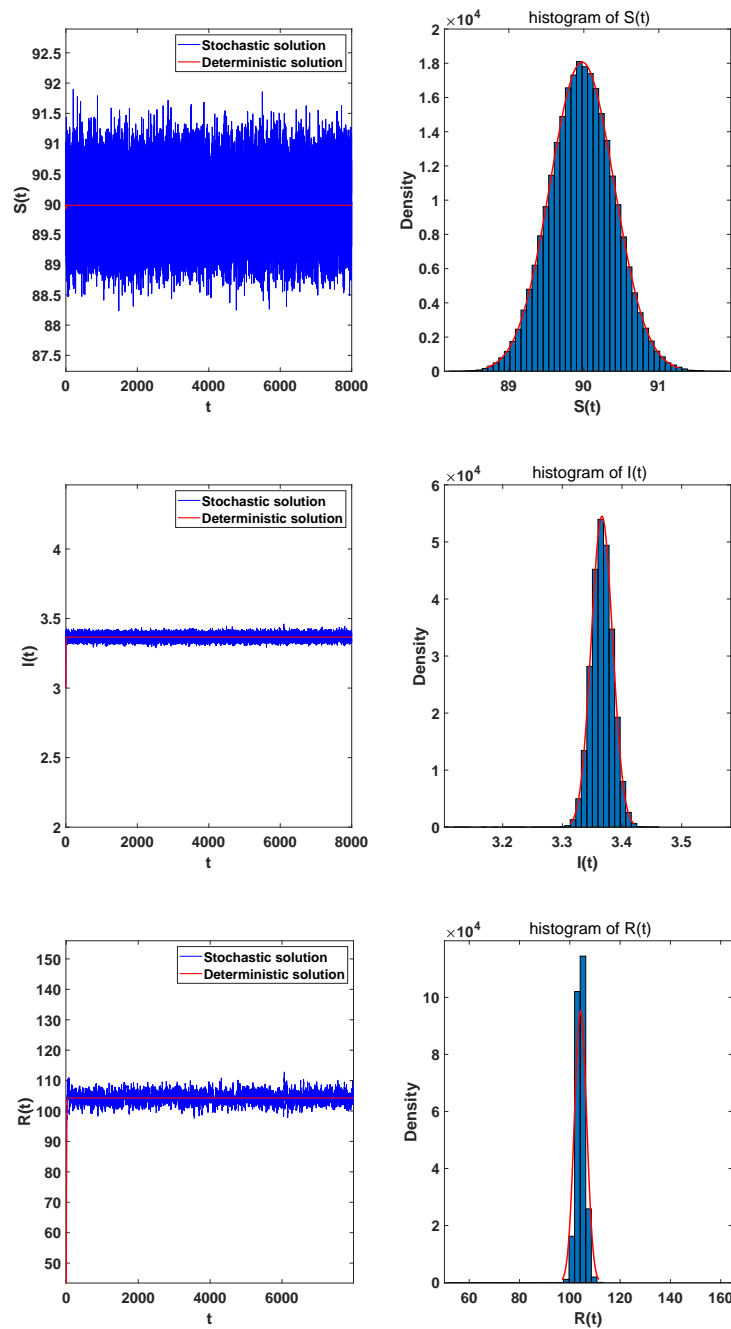 Stochastic solution
Deterministic solution
92.5
92
91.5
91
90.5
90
89.5
89
88.5
88
87.5
S(t)
0 2000 4000 6000 8000
t
histogram of S(t)
×10⁴
2
1.8
1.6
1.4
1.2
1
0.8
0.6
0.4
0.2
0
Density
89 90 91
S(t)
Stochastic solution
Deterministic solution
4
3.5
3
2.5
2
I(t)
0 2000 4000 6000 8000
t
histogram of I(t)
×10⁴
6
5
4
3
2
1
0
Density
3.2 3.3 3.4 3.5
I(t)
Stochastic solution
Deterministic solution
150
140
130
120
110
100
90
80
70
60
50
R(t)
0 2000 4000 6000
t
histogram of R(t)
×10⁴
10
8
6
4
2
0
Density
60 80 100 120 140 160
R(t)